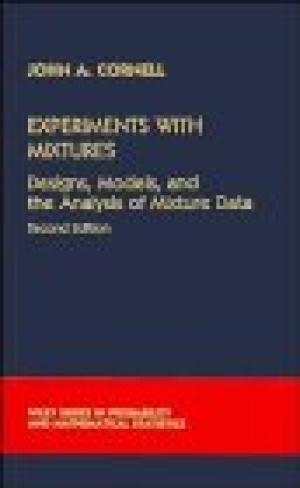 JOHN A. CORNELL
EXPERIMENTS WITH
MIXTURES
Designs, Models, and
the Analysis of Mixture Data
Second Edition
WILEY SERIES IN PROBABILITY
AND MATHEMATICAL STATISTICS